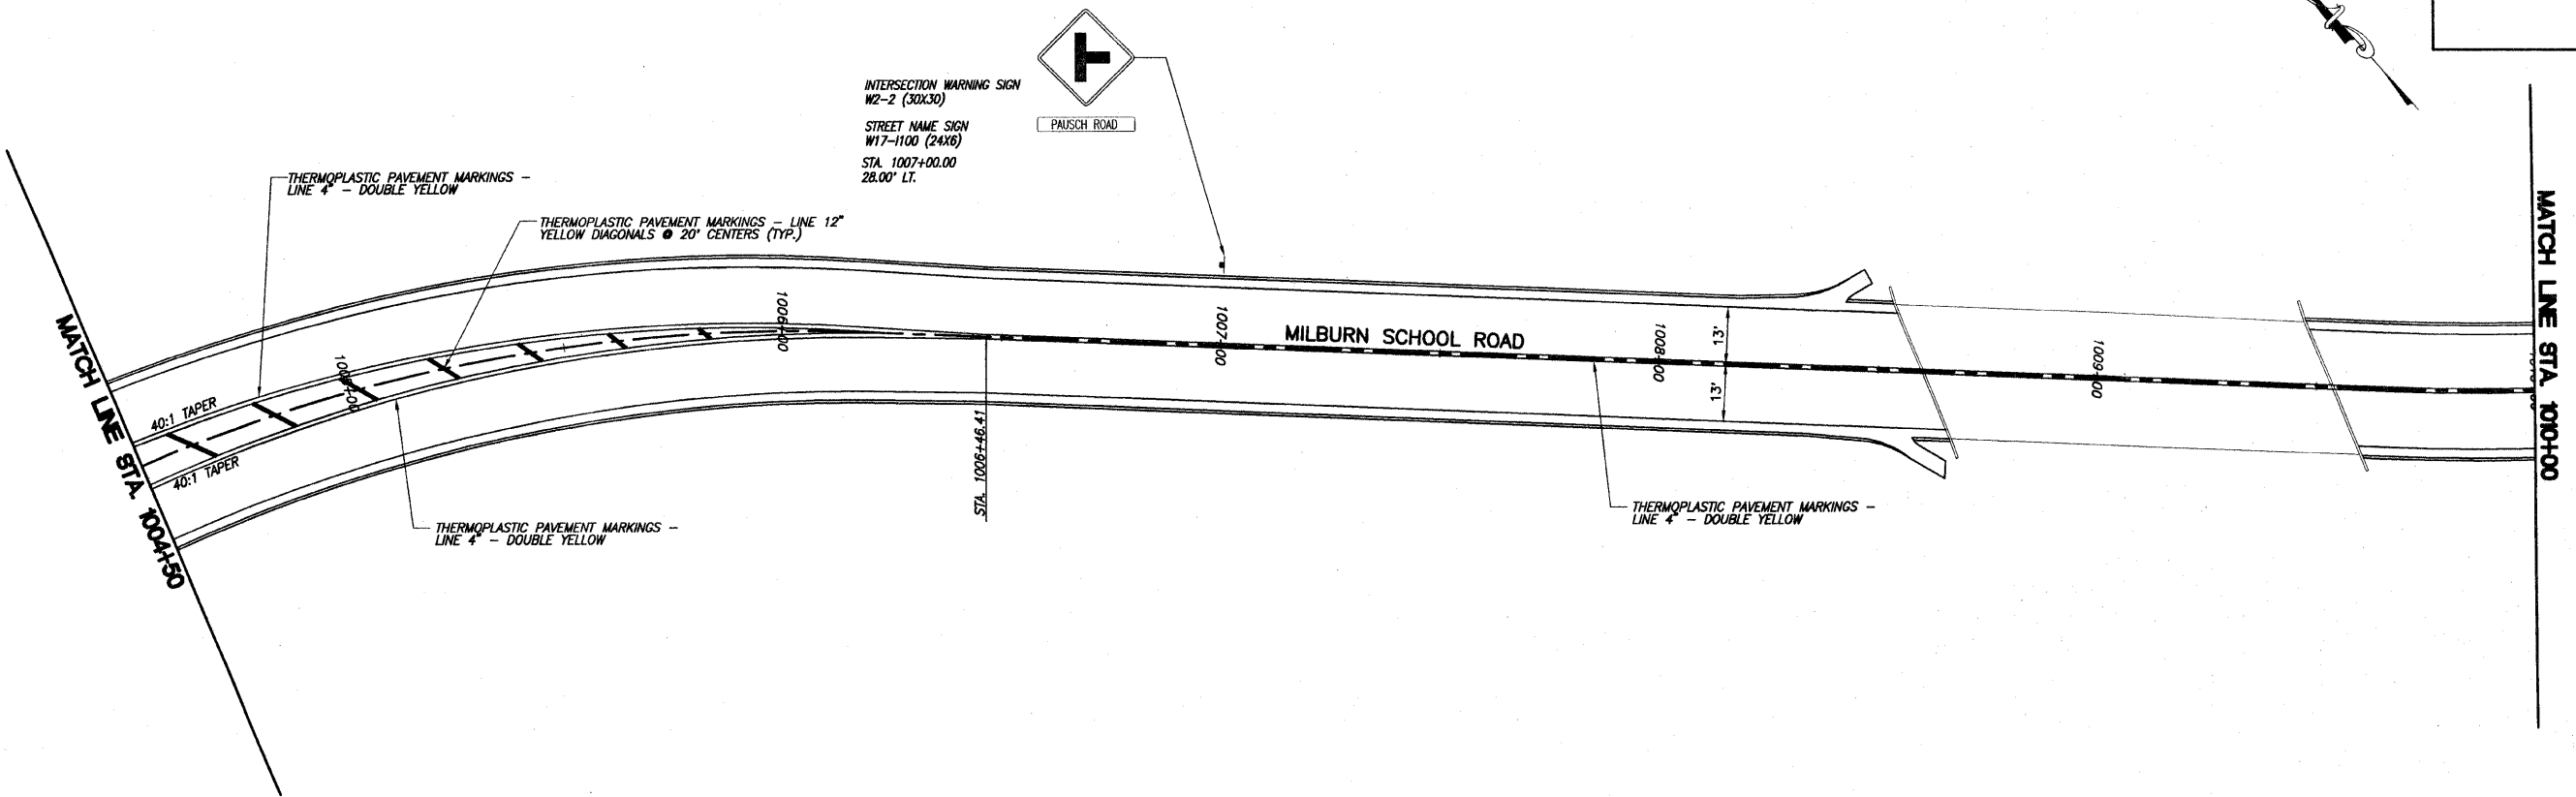 INTERSECTION WARNING SIGN
W2-2 (30X30)
STREET NAME SIGN
W17-I100 (24X6)
STA. 1007+00.00
28.00' LT.
PAUSCH ROAD
THERMOPLASTIC PAVEMENT MARKINGS –
LINE 4" – DOUBLE YELLOW
THERMOPLASTIC PAVEMENT MARKINGS – LINE 12"
YELLOW DIAGONALS @ 20' CENTERS (TYP.)
MATCH LINE STA. 1004+50
40:1 TAPER
40:1 TAPER
1005+00
1006+00
STA. 1006+46.41
1007+00
MILBURN SCHOOL ROAD
1008+00
13'
13'
1009+00
MATCH LINE STA. 1010+00
THERMOPLASTIC PAVEMENT MARKINGS –
LINE 4" – DOUBLE YELLOW
THERMOPLASTIC PAVEMENT MARKINGS –
LINE 4" – DOUBLE YELLOW